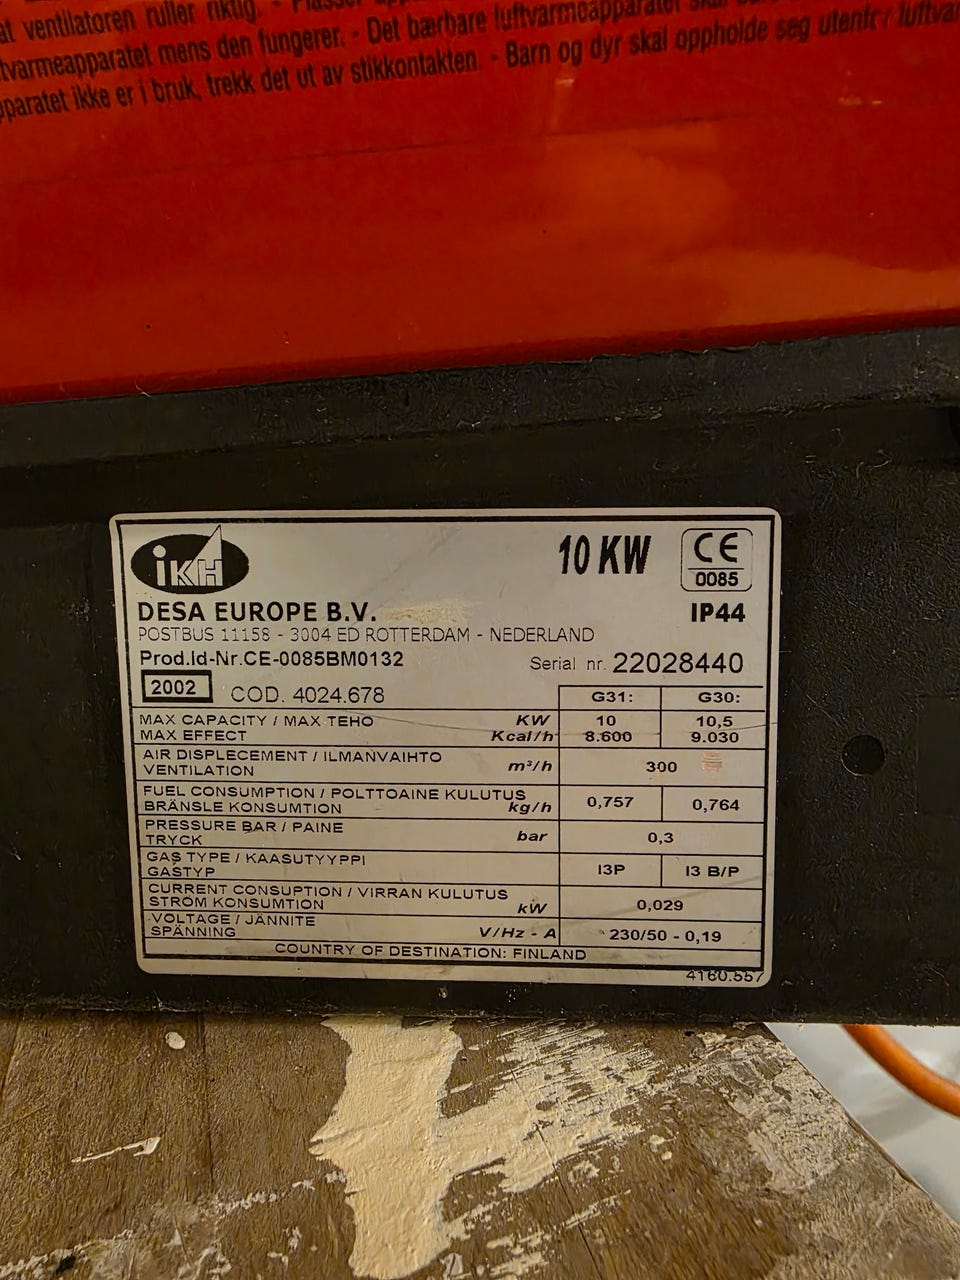 at ventilatoren ruller riktig. -
apparatet mens den fungerer. - Det bærbare luftvarmeapparatet skal
apparatet ikke er i bruk, trekk det ut av stikkontakten. - Barn og dyr skal oppholde seg utenfor
iKH
10 KW
CE
0085
DESA EUROPE B.V.
IP44
POSTBUS 11158 - 3004 ED ROTTERDAM - NEDERLAND
Prod.Id-Nr.CE-0085BM0132
Serial nr. 22028440
2002 COD. 4024.678
G31: G30:
MAX CAPACITY / MAX TEHO KW 10 10,5
MAX EFFECT Kcal/h 8.600 9.030
AIR DISPLECEMENT / ILMANVAIHTO
VENTILATION m³/h 300
FUEL CONSUMPTION / POLTTOAINE KULUTUS
BRÄNSLE KONSUMTION kg/h 0,757 0,764
PRESSURE BAR / PAINE
TRYCK bar 0,3
GAS TYPE / KAASUTYYPPI
GASTYP I3P I3 B/P
CURRENT CONSUPTION / VIRRAN KULUTUS
STRÖM KONSUMTION kW 0,029
VOLTAGE / JÄNNITE
SPÄNNING V/Hz - A 230/50 - 0,19
COUNTRY OF DESTINATION: FINLAND
4160.557